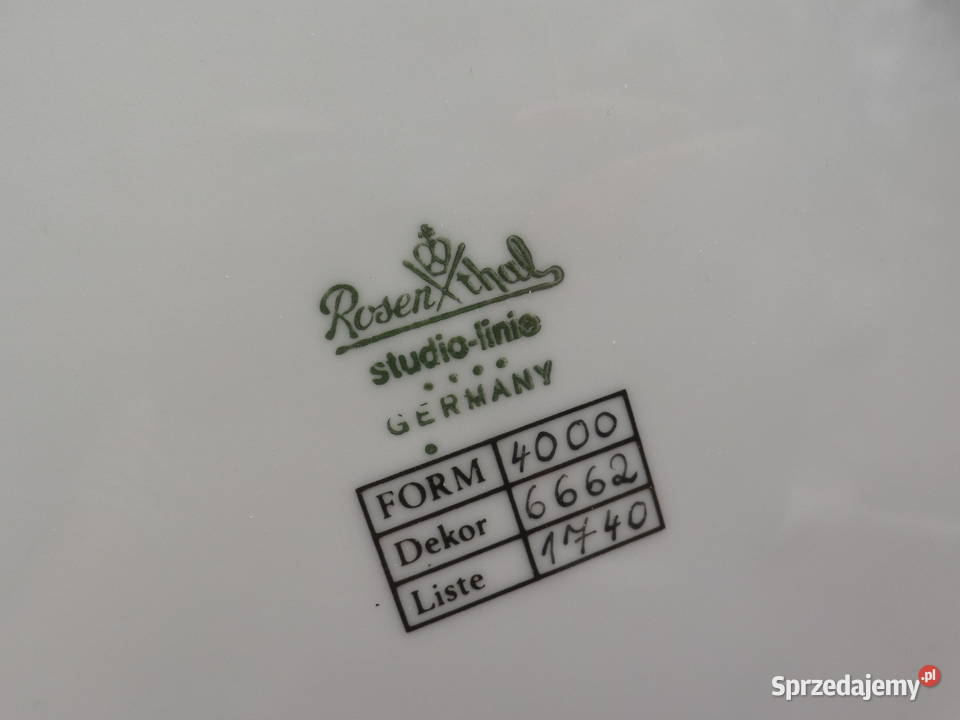 Rosenthal
studio-linie
GERMANY
FORM 4000
Dekor 6662
Liste 1740
Sprzedajemy.pl